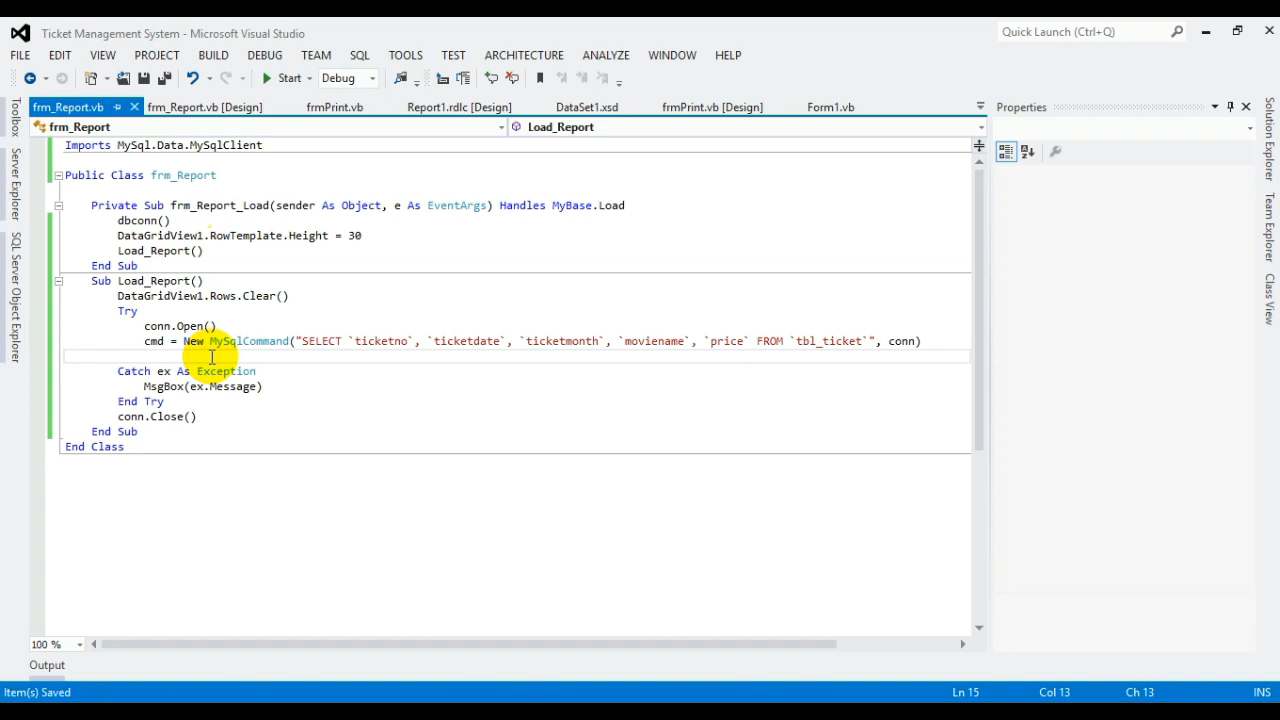 Ticket Management System - Microsoft Visual Studio
Quick Launch (Ctrl+Q)
FILE EDIT VIEW PROJECT BUILD DEBUG TEAM SQL TOOLS TEST ARCHITECTURE ANALYZE WINDOW HELP
Start Debug
frm_Report.vb frm_Report.vb [Design] frmPrint.vb Report1.rdlc [Design] DataSet1.xsd frmPrint.vb [Design] Form1.vb
Properties
frm_Report Load_Report
Toolbox
Server Explorer
SQL Server Object Explorer
Imports MySql.Data.MySqlClient
Public Class frm_Report
Private Sub frm_Report_Load(sender As Object, e As EventArgs) Handles MyBase.Load
dbconn()
DataGridView1.RowTemplate.Height = 30
Load_Report()
End Sub
Sub Load_Report()
DataGridView1.Rows.Clear()
Try
conn.Open()
cmd = New MySqlCommand("SELECT `ticketno`, `ticketdate`, `ticketmonth`, `moviename`, `price` FROM `tbl_ticket`", conn)
Catch ex As Exception
MsgBox(ex.Message)
End Try
conn.Close()
End Sub
End Class
Solution Explorer
Team Explorer
Class View
100 %
Output
Item(s) Saved
Ln 15 Col 13 Ch 13 INS